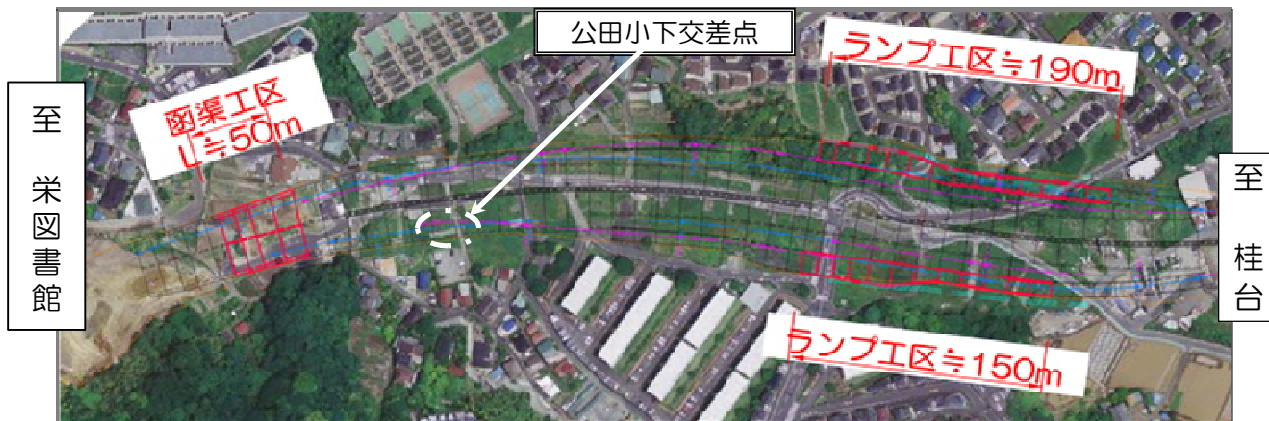 公田小下交差点
ランプ工区≒190m
函渠工区
L≒50m
至 栄図書館
至 桂台
ランプ工区≒150m